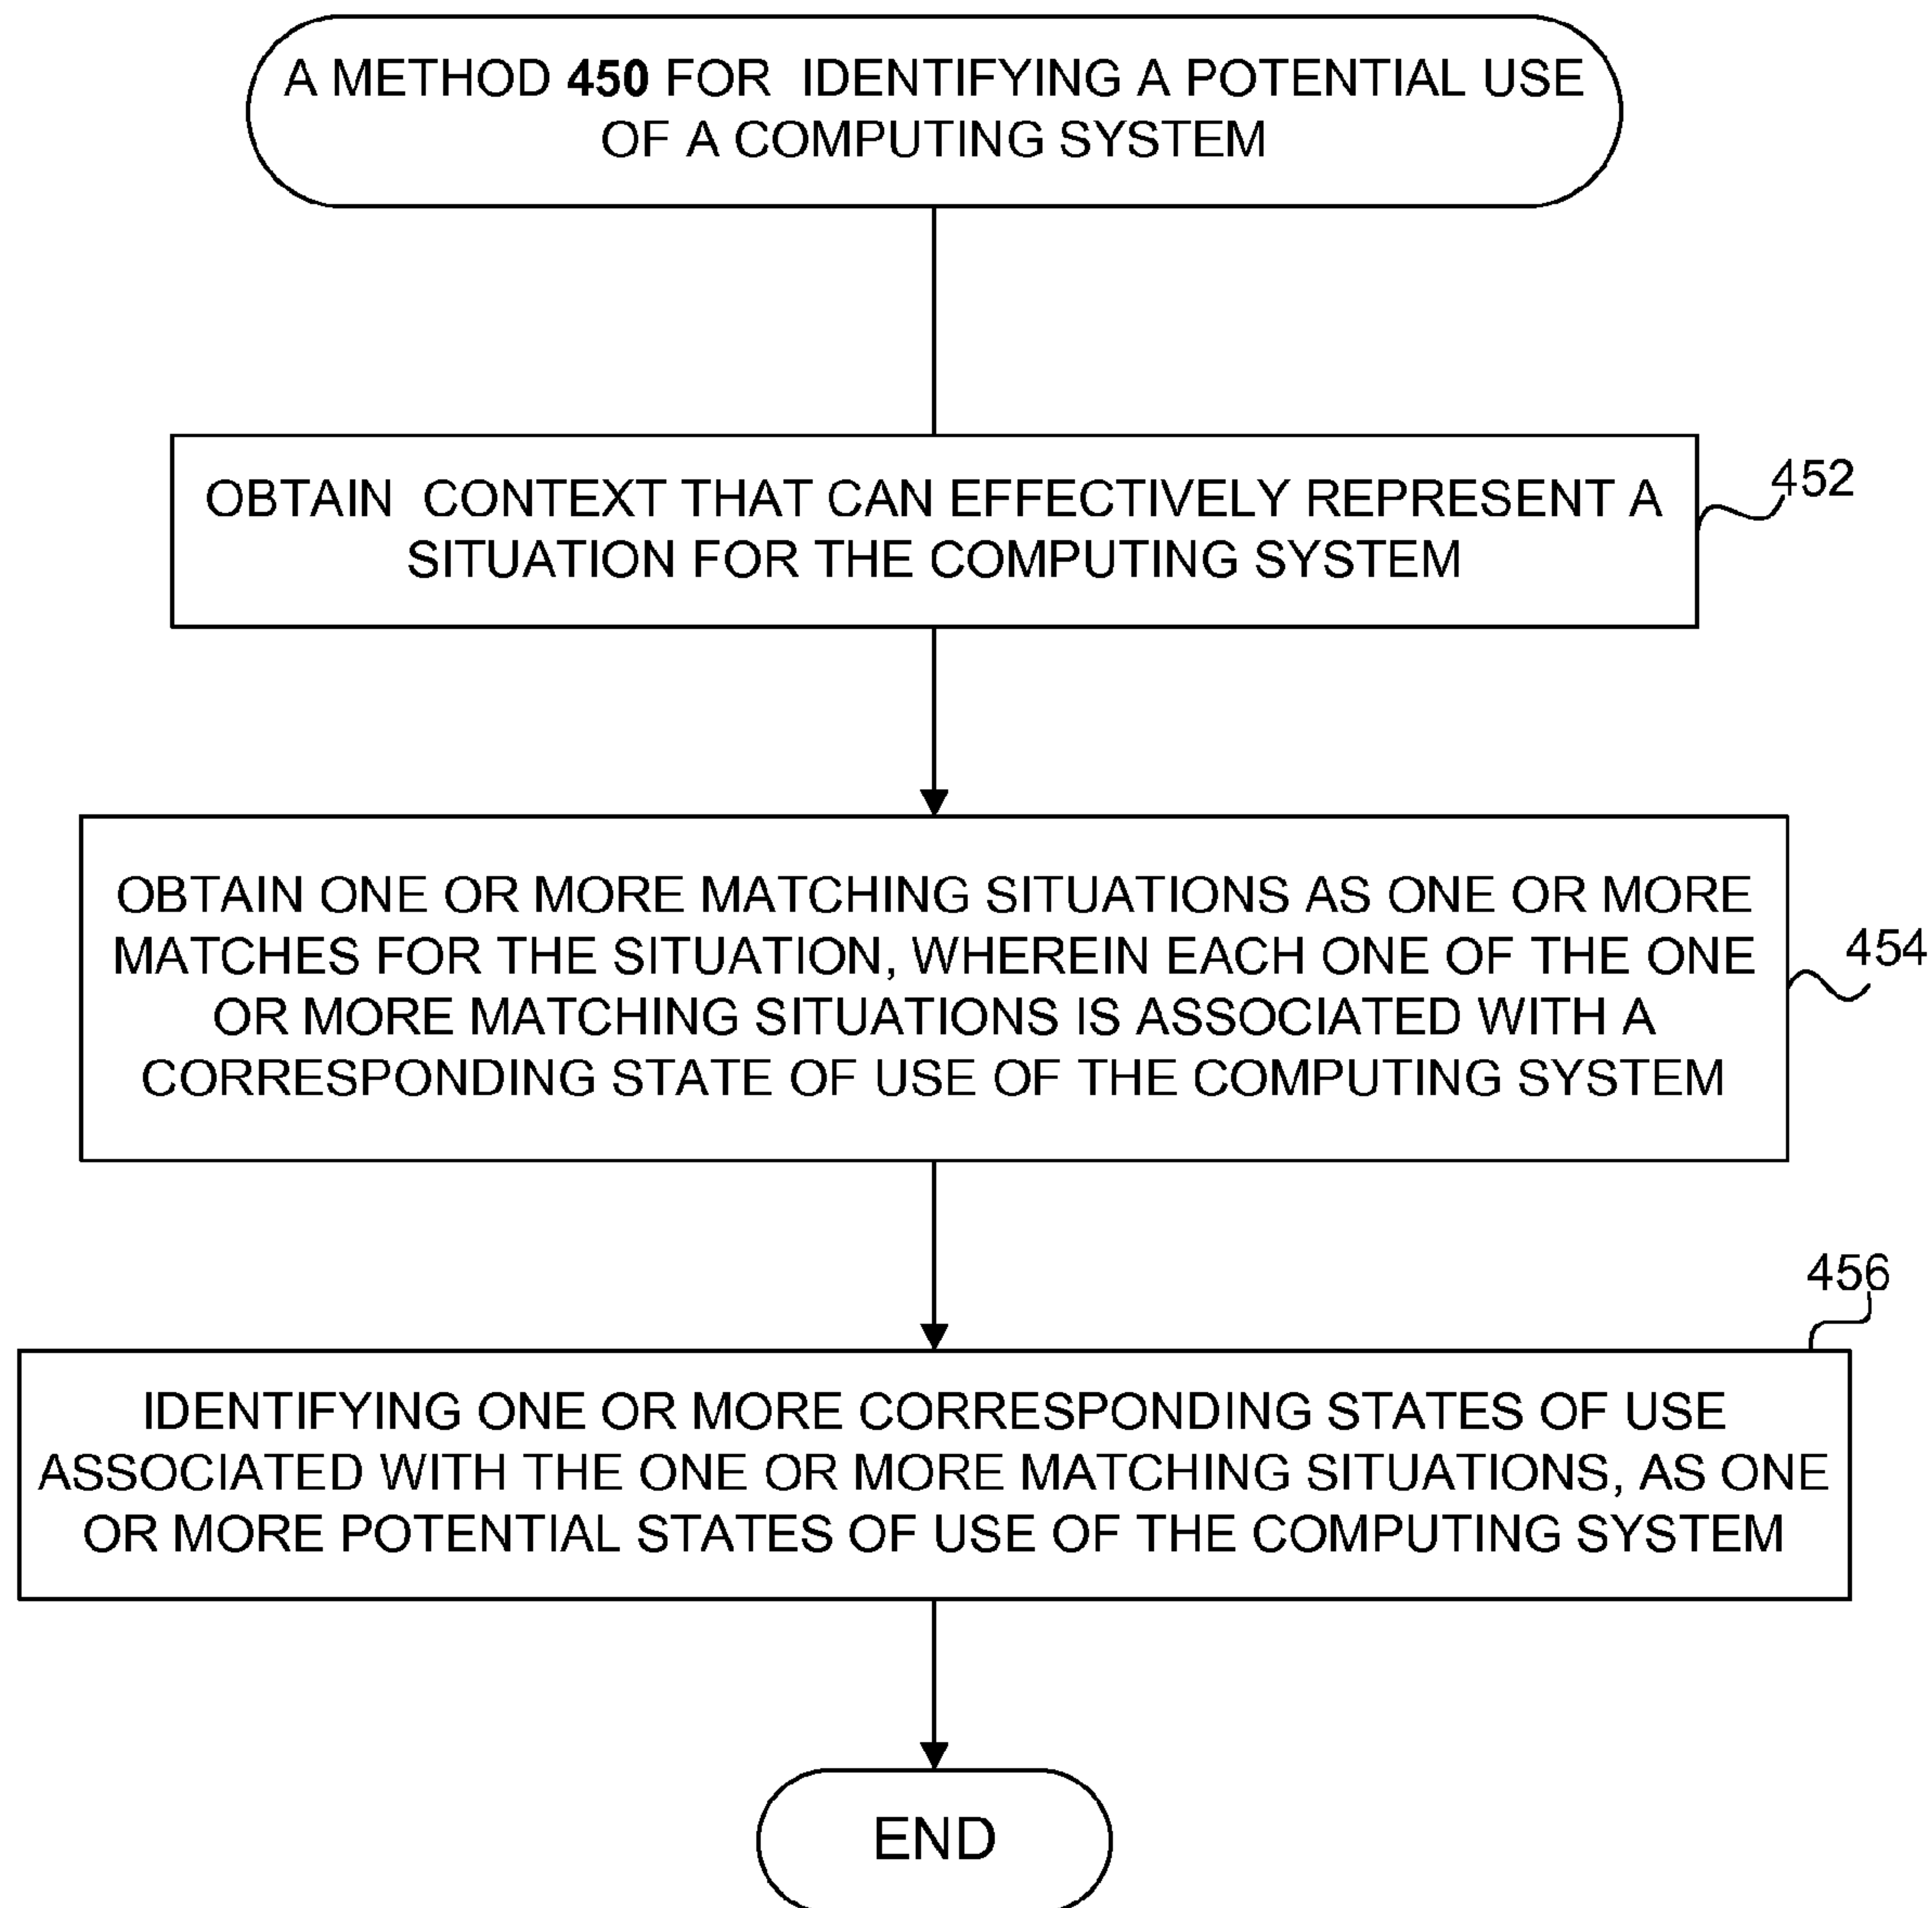 A METHOD 450 FOR IDENTIFYING A POTENTIAL USE
OF A COMPUTING SYSTEM
OBTAIN CONTEXT THAT CAN EFFECTIVELY REPRESENT A
SITUATION FOR THE COMPUTING SYSTEM
452
OBTAIN ONE OR MORE MATCHING SITUATIONS AS ONE OR MORE
MATCHES FOR THE SITUATION, WHEREIN EACH ONE OF THE ONE
OR MORE MATCHING SITUATIONS IS ASSOCIATED WITH A
CORRESPONDING STATE OF USE OF THE COMPUTING SYSTEM
454
456
IDENTIFYING ONE OR MORE CORRESPONDING STATES OF USE
ASSOCIATED WITH THE ONE OR MORE MATCHING SITUATIONS, AS ONE
OR MORE POTENTIAL STATES OF USE OF THE COMPUTING SYSTEM
END